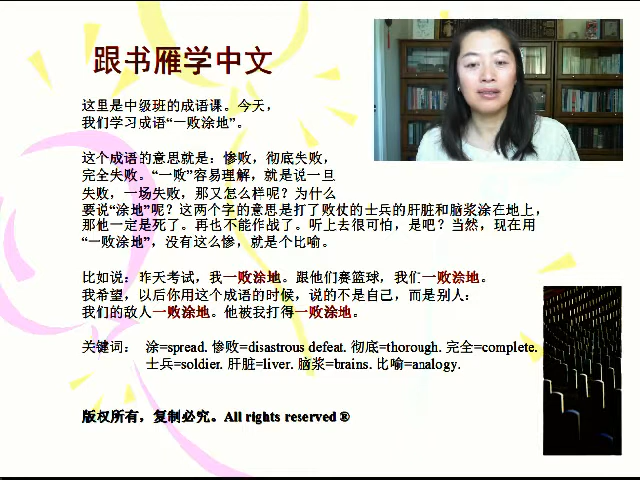 跟书雁学中文
这里是中级班的成语课。今天，
我们学习成语“一败涂地”。
这个成语的意思就是：惨败，彻底失败，
完全失败。“一败”容易理解，就是说一旦
失败，一场失败，那又怎么样呢？为什么
要说“涂地”呢？这两个字的意思是打了败仗的士兵的肝脏和脑浆涂在地上，
那他一定是死了。再也不能作战了。听上去很可怕，是吧？当然，现在用
“一败涂地”，没有这么惨，就是个比喻。
比如说：昨天考试，我一败涂地。跟他们赛篮球，我们一败涂地。
我希望，以后你用这个成语的时候，说的不是自己，而是别人：
我们的敌人一败涂地。他被我打得一败涂地。
关键词： 涂=spread. 惨败=disastrous defeat. 彻底=thorough. 完全=complete.
士兵=soldier. 肝脏=liver. 脑浆=brains. 比喻=analogy.
版权所有，复制必究。All rights reserved ®